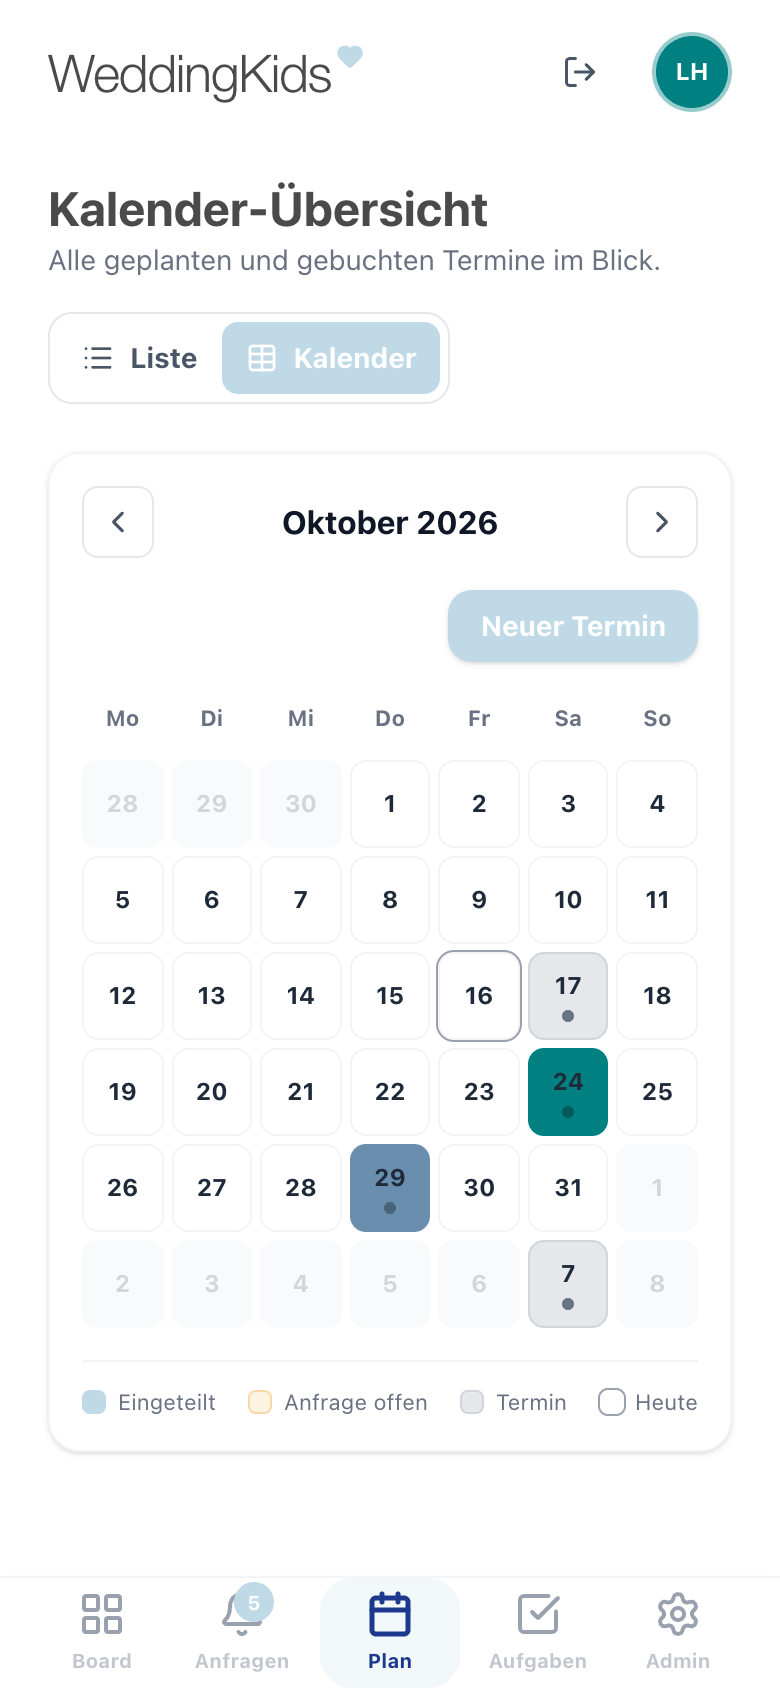 WeddingKids
LH
Kalender-Übersicht
Alle geplanten und gebuchten Termine im Blick.
Liste
Kalender
Oktober 2026
Neuer Termin
Mo Di Mi Do Fr Sa So
28 29 30 1 2 3 4
5 6 7 8 9 10 11
12 13 14 15 16 17 18
19 20 21 22 23 24 25
26 27 28 29 30 31 1
2 3 4 5 6 7 8
Eingeteilt Anfrage offen Termin Heute
5
Board Anfragen Plan Aufgaben Admin